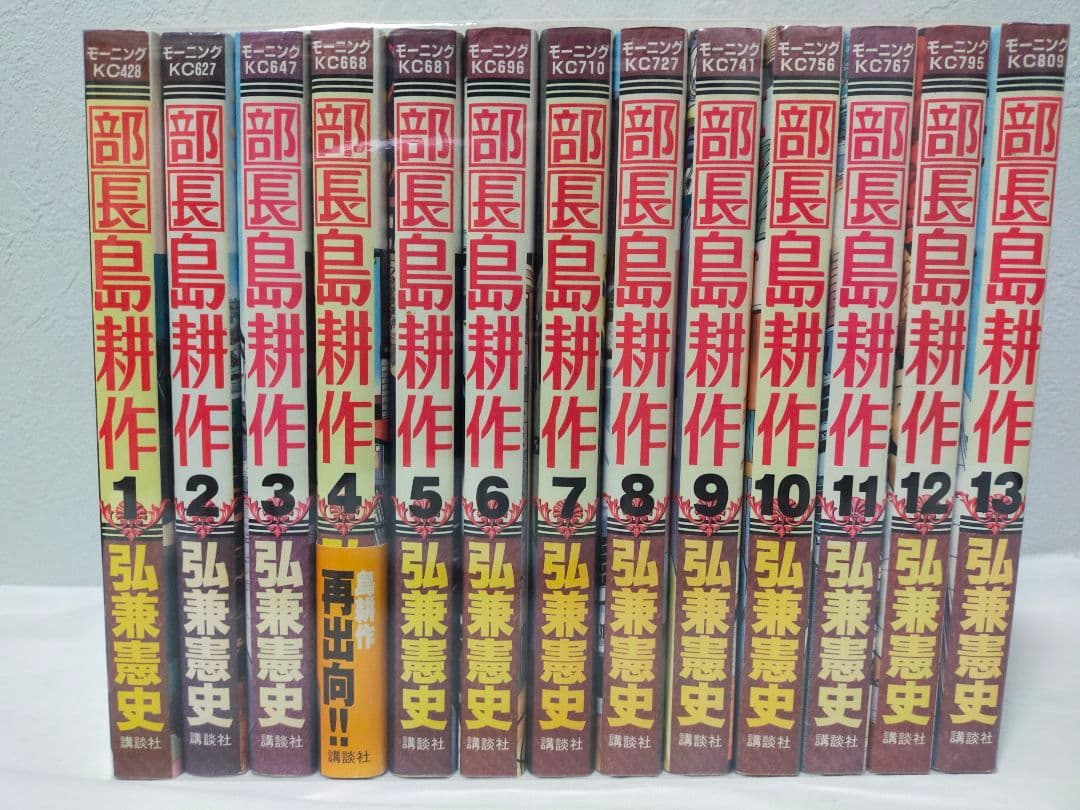 モーニング
KC428
部長島耕作
1
弘兼憲史
講談社
モーニング
KC627
部長島耕作
2
弘兼憲史
講談社
モーニング
KC647
部長島耕作
3
弘兼憲史
講談社
モーニング
KC668
部長島耕作
4
島耕作
再出向!!
講談社
モーニング
KC681
部長島耕作
5
弘兼憲史
講談社
モーニング
KC696
部長島耕作
6
弘兼憲史
講談社
モーニング
KC710
部長島耕作
7
弘兼憲史
講談社
モーニング
KC727
部長島耕作
8
弘兼憲史
講談社
モーニング
KC741
部長島耕作
9
弘兼憲史
講談社
モーニング
KC756
部長島耕作
10
弘兼憲史
講談社
モーニング
KC767
部長島耕作
11
弘兼憲史
講談社
モーニング
KC795
部長島耕作
12
弘兼憲史
講談社
モーニング
KC809
部長島耕作
13
弘兼憲史
講談社